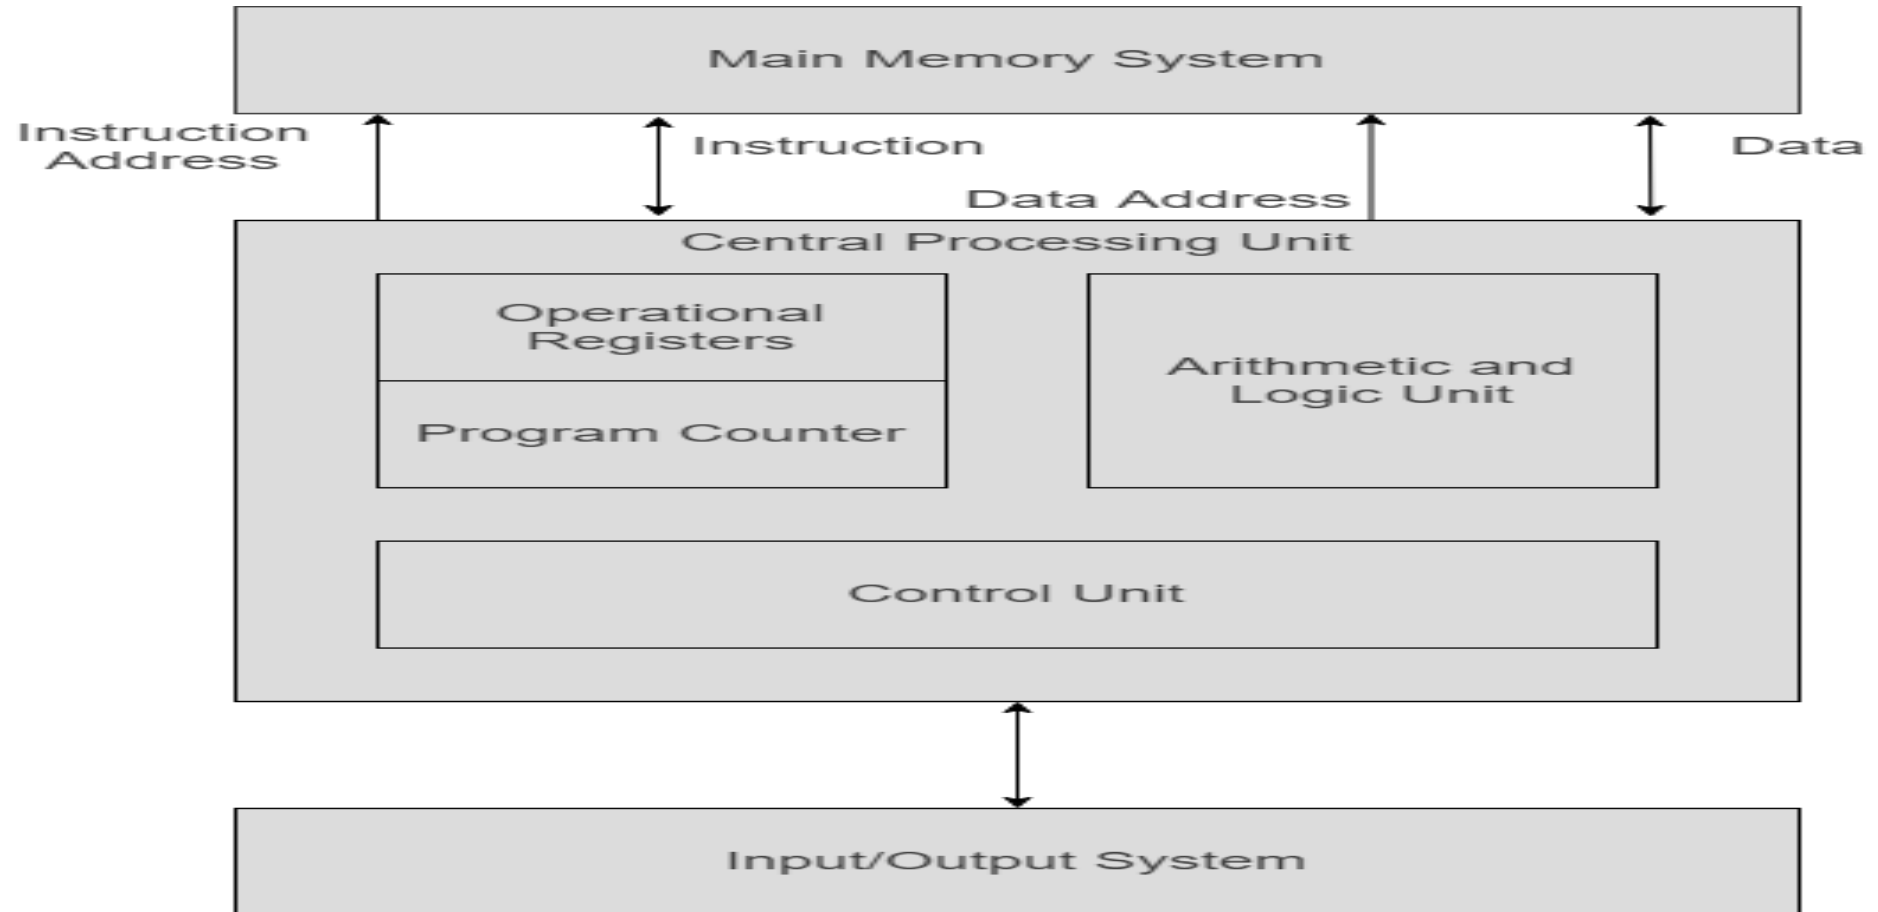 Main Memory System
Instruction
Address
Instruction
Data Address
Data
Central Processing Unit
Operational
Registers
Program Counter
Arithmetic and
Logic Unit
Control Unit
Input/Output System